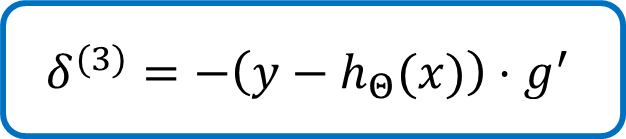 δ⁽³⁾ = −(y − h_Θ(x)) · g′